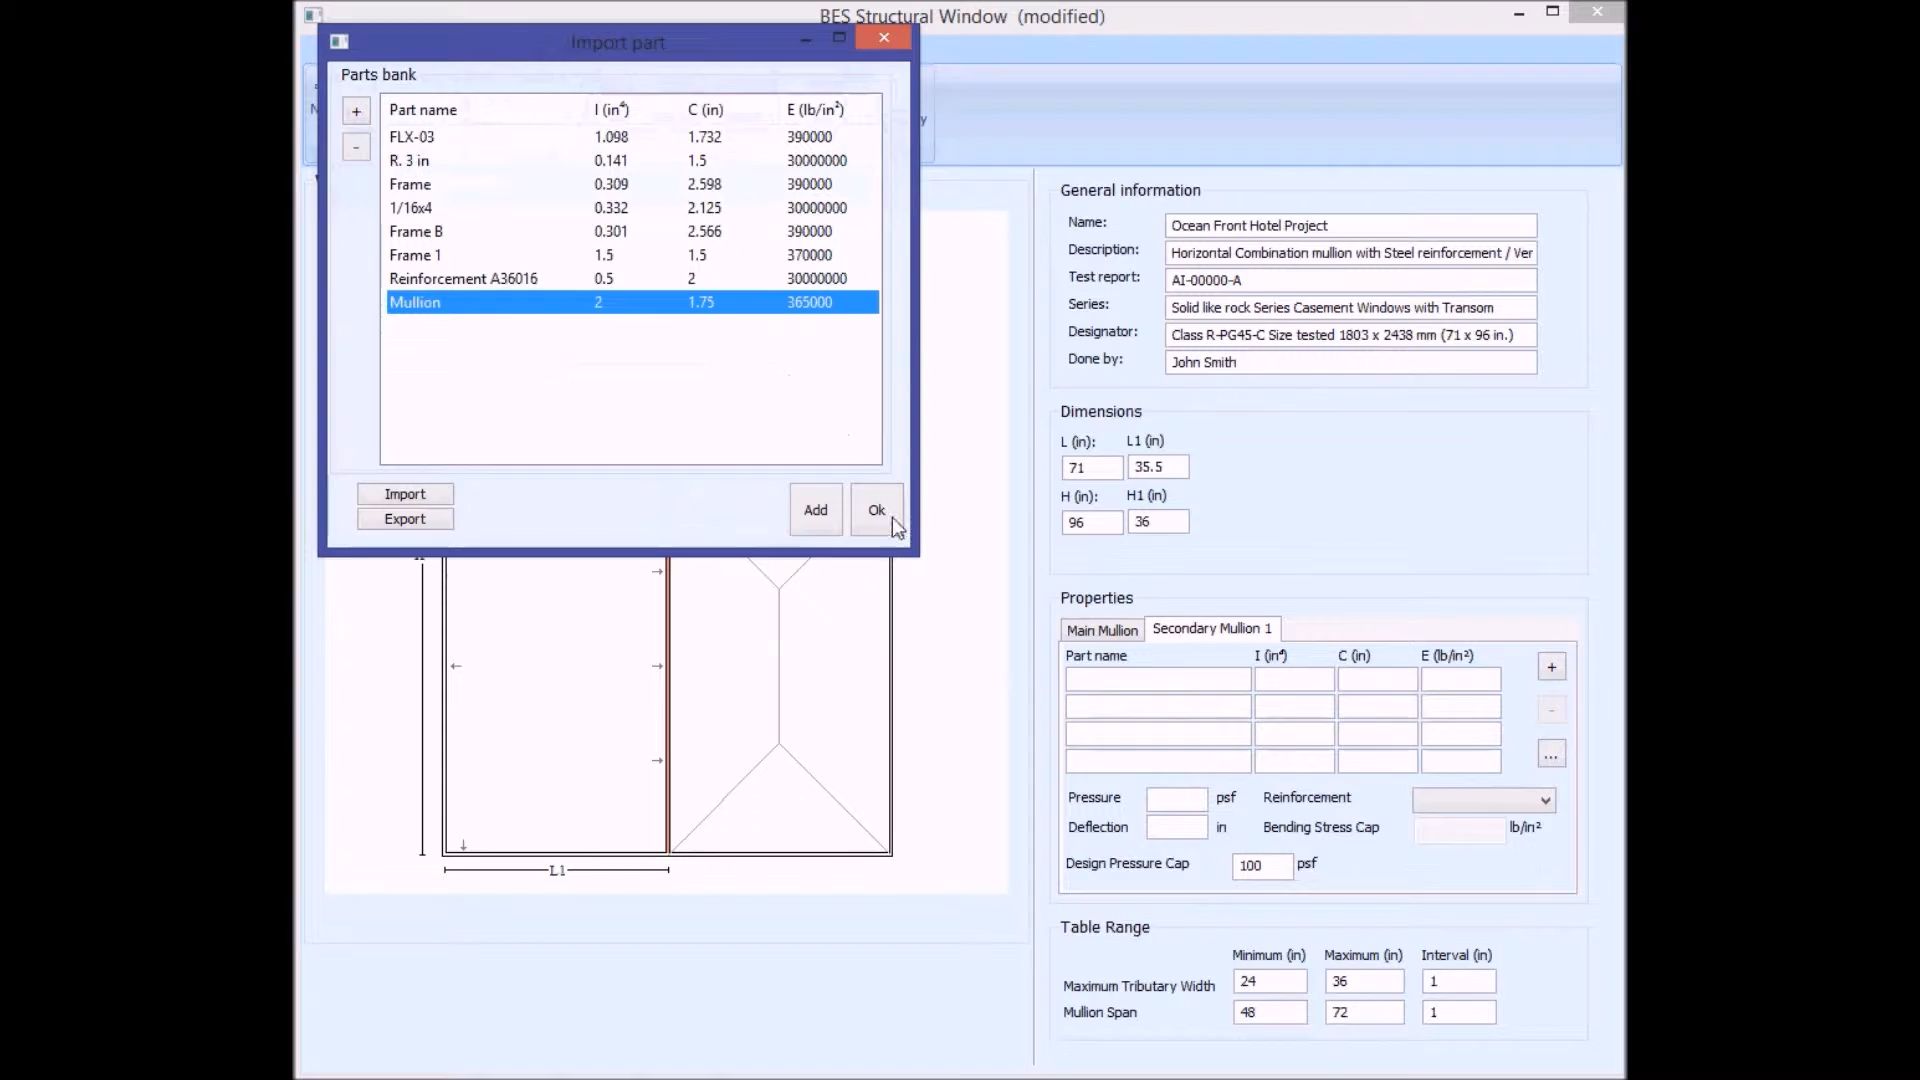 BES Structural Window (modified)
Import part
Parts bank
+
-
Part name I (in⁴) C (in) E (lb/in²)
FLX-03 1.098 1.732 390000
R. 3 in 0.141 1.5 30000000
Frame 0.309 2.598 390000
1/16x4 0.332 2.125 30000000
Frame B 0.301 2.566 390000
Frame 1 1.5 1.5 370000
Reinforcement A36016 0.5 2 30000000
Mullion 2 1.75 365000
Import
Export
Add
Ok
L1
General information
Name: Ocean Front Hotel Project
Description: Horizontal Combination mullion with Steel reinforcement / Ver
Test report: AI-00000-A
Series: Solid like rock Series Casement Windows with Transom
Designator: Class R-PG45-C Size tested 1803 x 2438 mm (71 x 96 in.)
Done by: John Smith
Dimensions
L (in): L1 (in)
71 35.5
H (in): H1 (in)
96 36
Properties
Main Mullion Secondary Mullion 1
Part name I (in⁴) C (in) E (lb/in²)
+
-
...
Pressure psf Reinforcement
Deflection in Bending Stress Cap lb/in²
Design Pressure Cap 100 psf
Table Range
Minimum (in) Maximum (in) Interval (in)
Maximum Tributary Width 24 36 1
Mullion Span 48 72 1